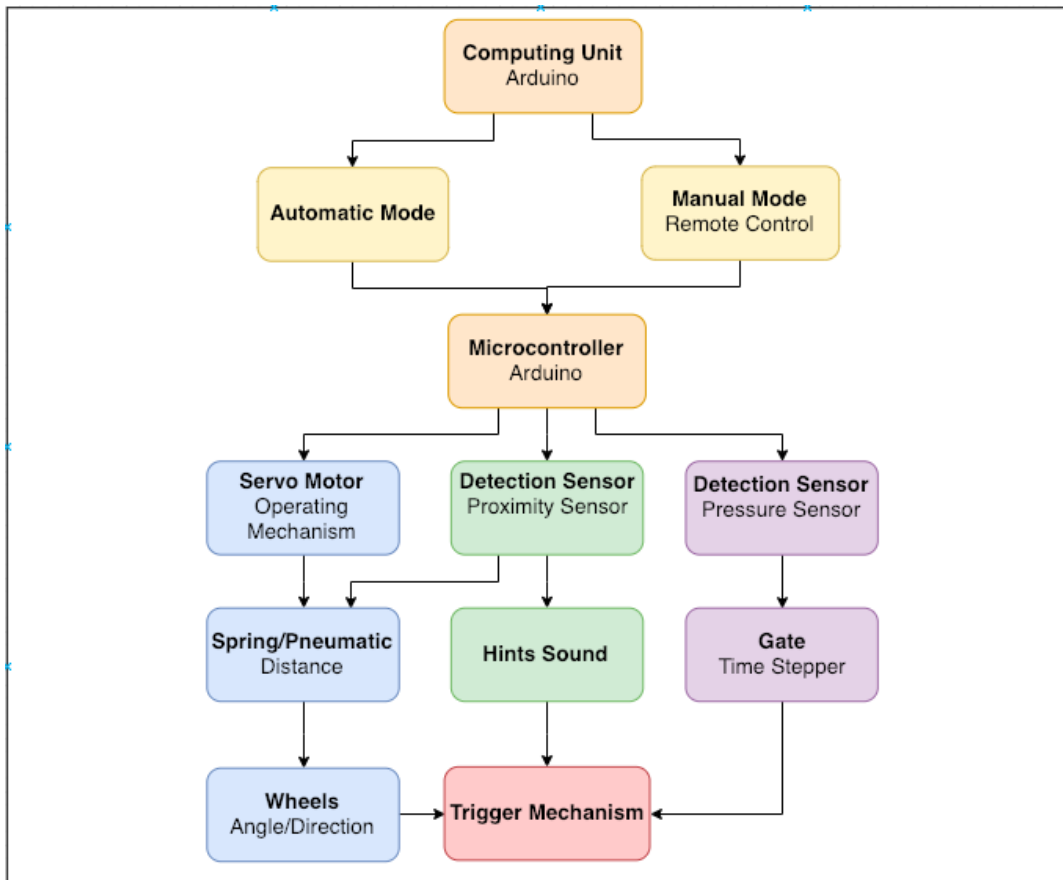 Computing Unit
Arduino
Automatic Mode
Manual Mode
Remote Control
Microcontroller
Arduino
Servo Motor
Operating
Mechanism
Detection Sensor
Proximity Sensor
Detection Sensor
Pressure Sensor
Spring/Pneumatic
Distance
Hints Sound
Gate
Time Stepper
Wheels
Angle/Direction
Trigger Mechanism